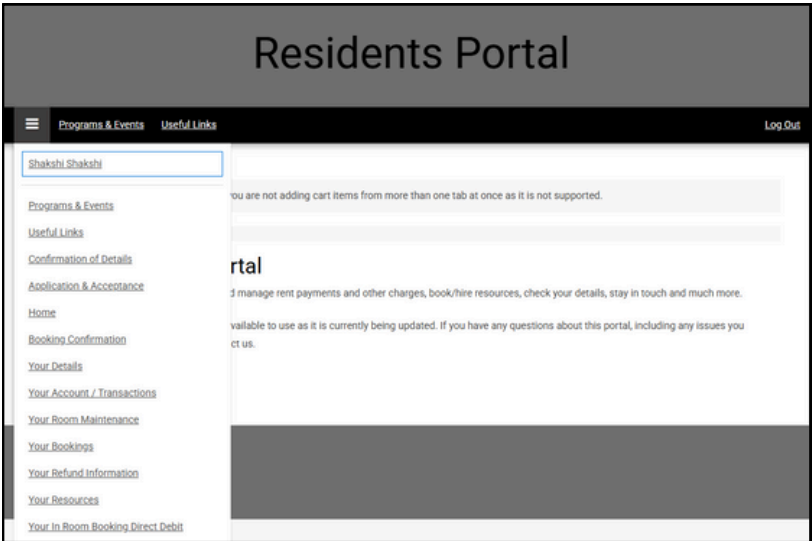 Residents Portal
Programs & Events
Useful Links
Log Out
Shakshi Shakshi
Programs & Events
Useful Links
Confirmation of Details
Application & Acceptance
Home
Booking Confirmation
Your Details
Your Account / Transactions
Your Room Maintenance
Your Bookings
Your Refund Information
Your Resources
Your In Room Booking Direct Debit
you are not adding cart items from more than one tab at once as it is not supported.
rtal
d manage rent payments and other charges, book/hire resources, check your details, stay in touch and much more.
vailable to use as it is currently being updated. If you have any questions about this portal, including any issues you
ct us.